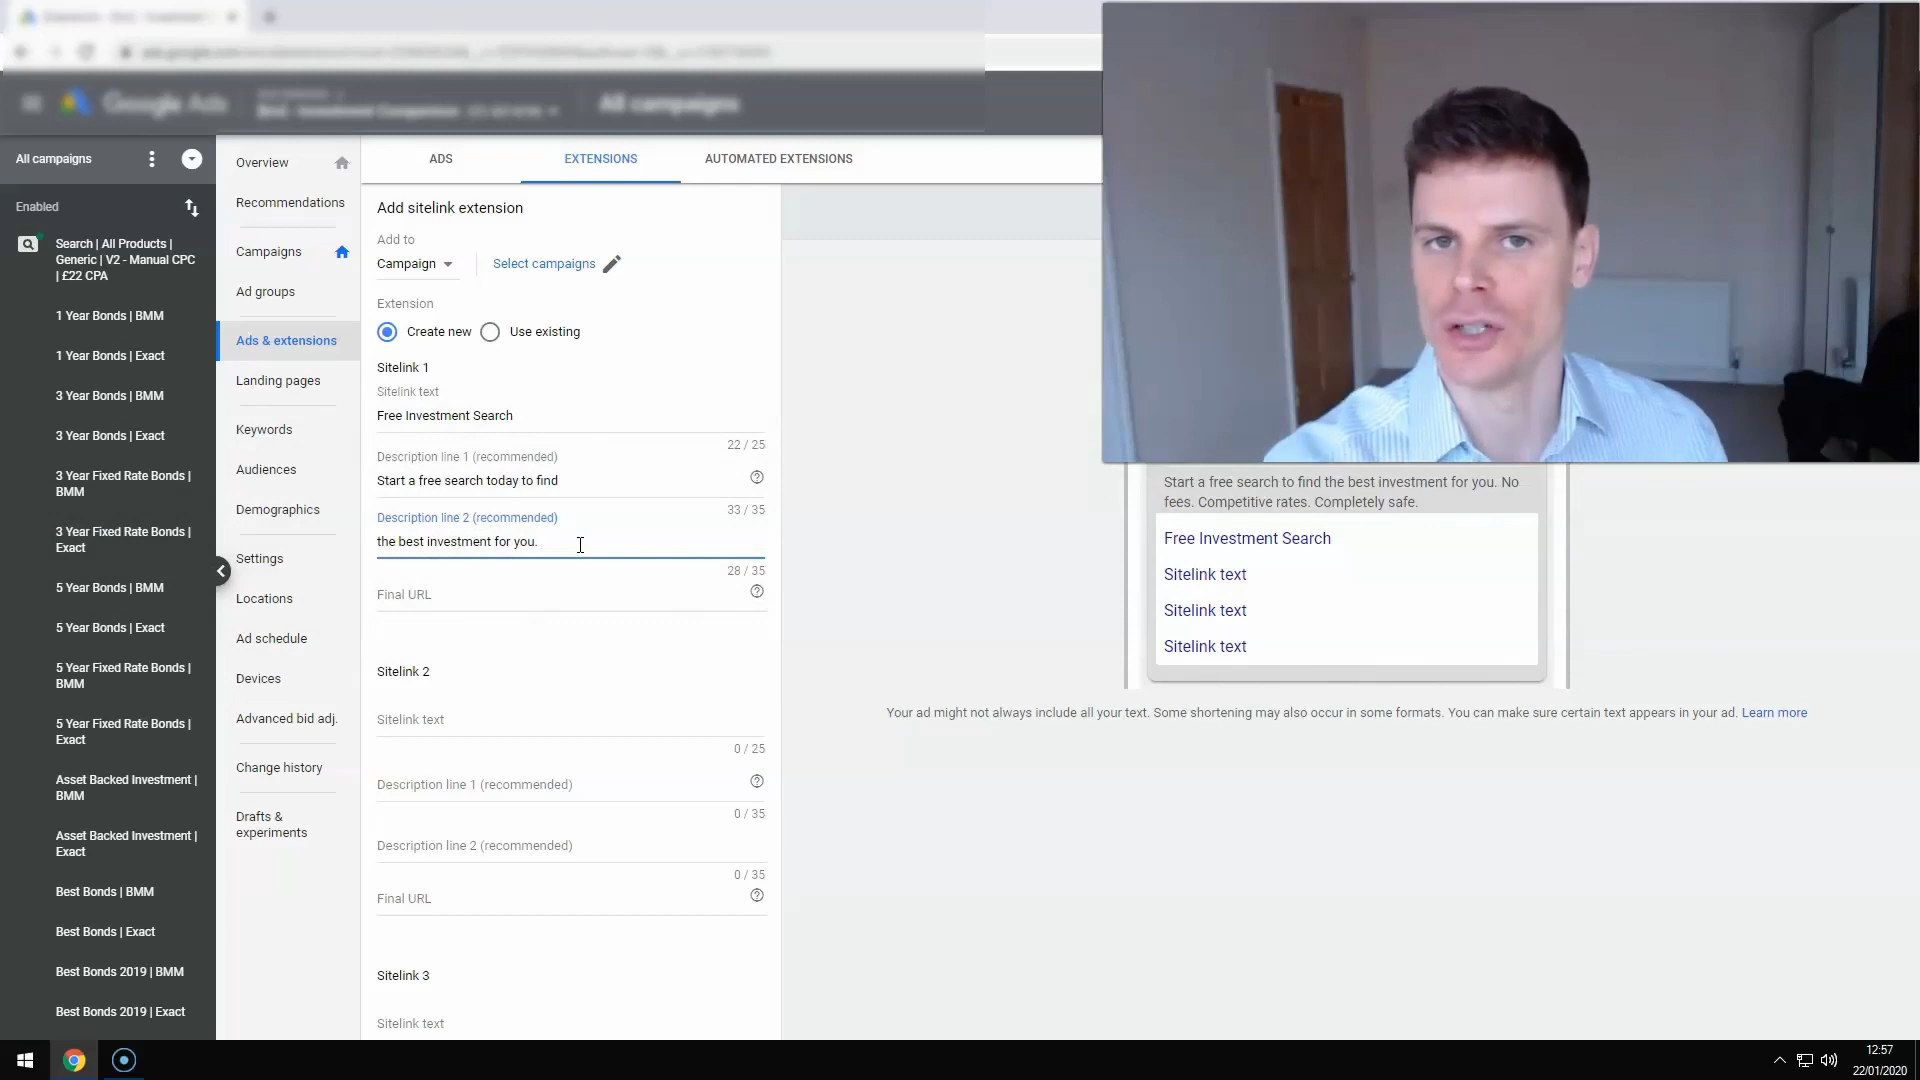 Google Ads
All campaigns
All campaigns
Enabled
Search | All Products |
Generic | V2 - Manual CPC
| £22 CPA
1 Year Bonds | BMM
1 Year Bonds | Exact
3 Year Bonds | BMM
3 Year Bonds | Exact
3 Year Fixed Rate Bonds |
BMM
3 Year Fixed Rate Bonds |
Exact
5 Year Bonds | BMM
5 Year Bonds | Exact
5 Year Fixed Rate Bonds |
BMM
5 Year Fixed Rate Bonds |
Exact
Asset Backed Investment |
BMM
Asset Backed Investment |
Exact
Best Bonds | BMM
Best Bonds | Exact
Best Bonds 2019 | BMM
Best Bonds 2019 | Exact
Overview
Recommendations
Campaigns
Ad groups
Ads & extensions
Landing pages
Keywords
Audiences
Demographics
Settings
Locations
Ad schedule
Devices
Advanced bid adj.
Change history
Drafts &
experiments
ADS
EXTENSIONS
AUTOMATED EXTENSIONS
Add sitelink extension
Add to
Campaign
Select campaigns
Extension
Create new
Use existing
Sitelink 1
Sitelink text
Free Investment Search
22 / 25
Description line 1 (recommended)
Start a free search today to find
33 / 35
Description line 2 (recommended)
the best investment for you.
28 / 35
Final URL
Sitelink 2
Sitelink text
0 / 25
Description line 1 (recommended)
0 / 35
Description line 2 (recommended)
0 / 35
Final URL
Sitelink 3
Sitelink text
Start a free search to find the best investment for you. No
fees. Competitive rates. Completely safe.
Free Investment Search
Sitelink text
Sitelink text
Sitelink text
Your ad might not always include all your text. Some shortening may also occur in some formats. You can make sure certain text appears in your ad. Learn more
12:57
22/01/2020